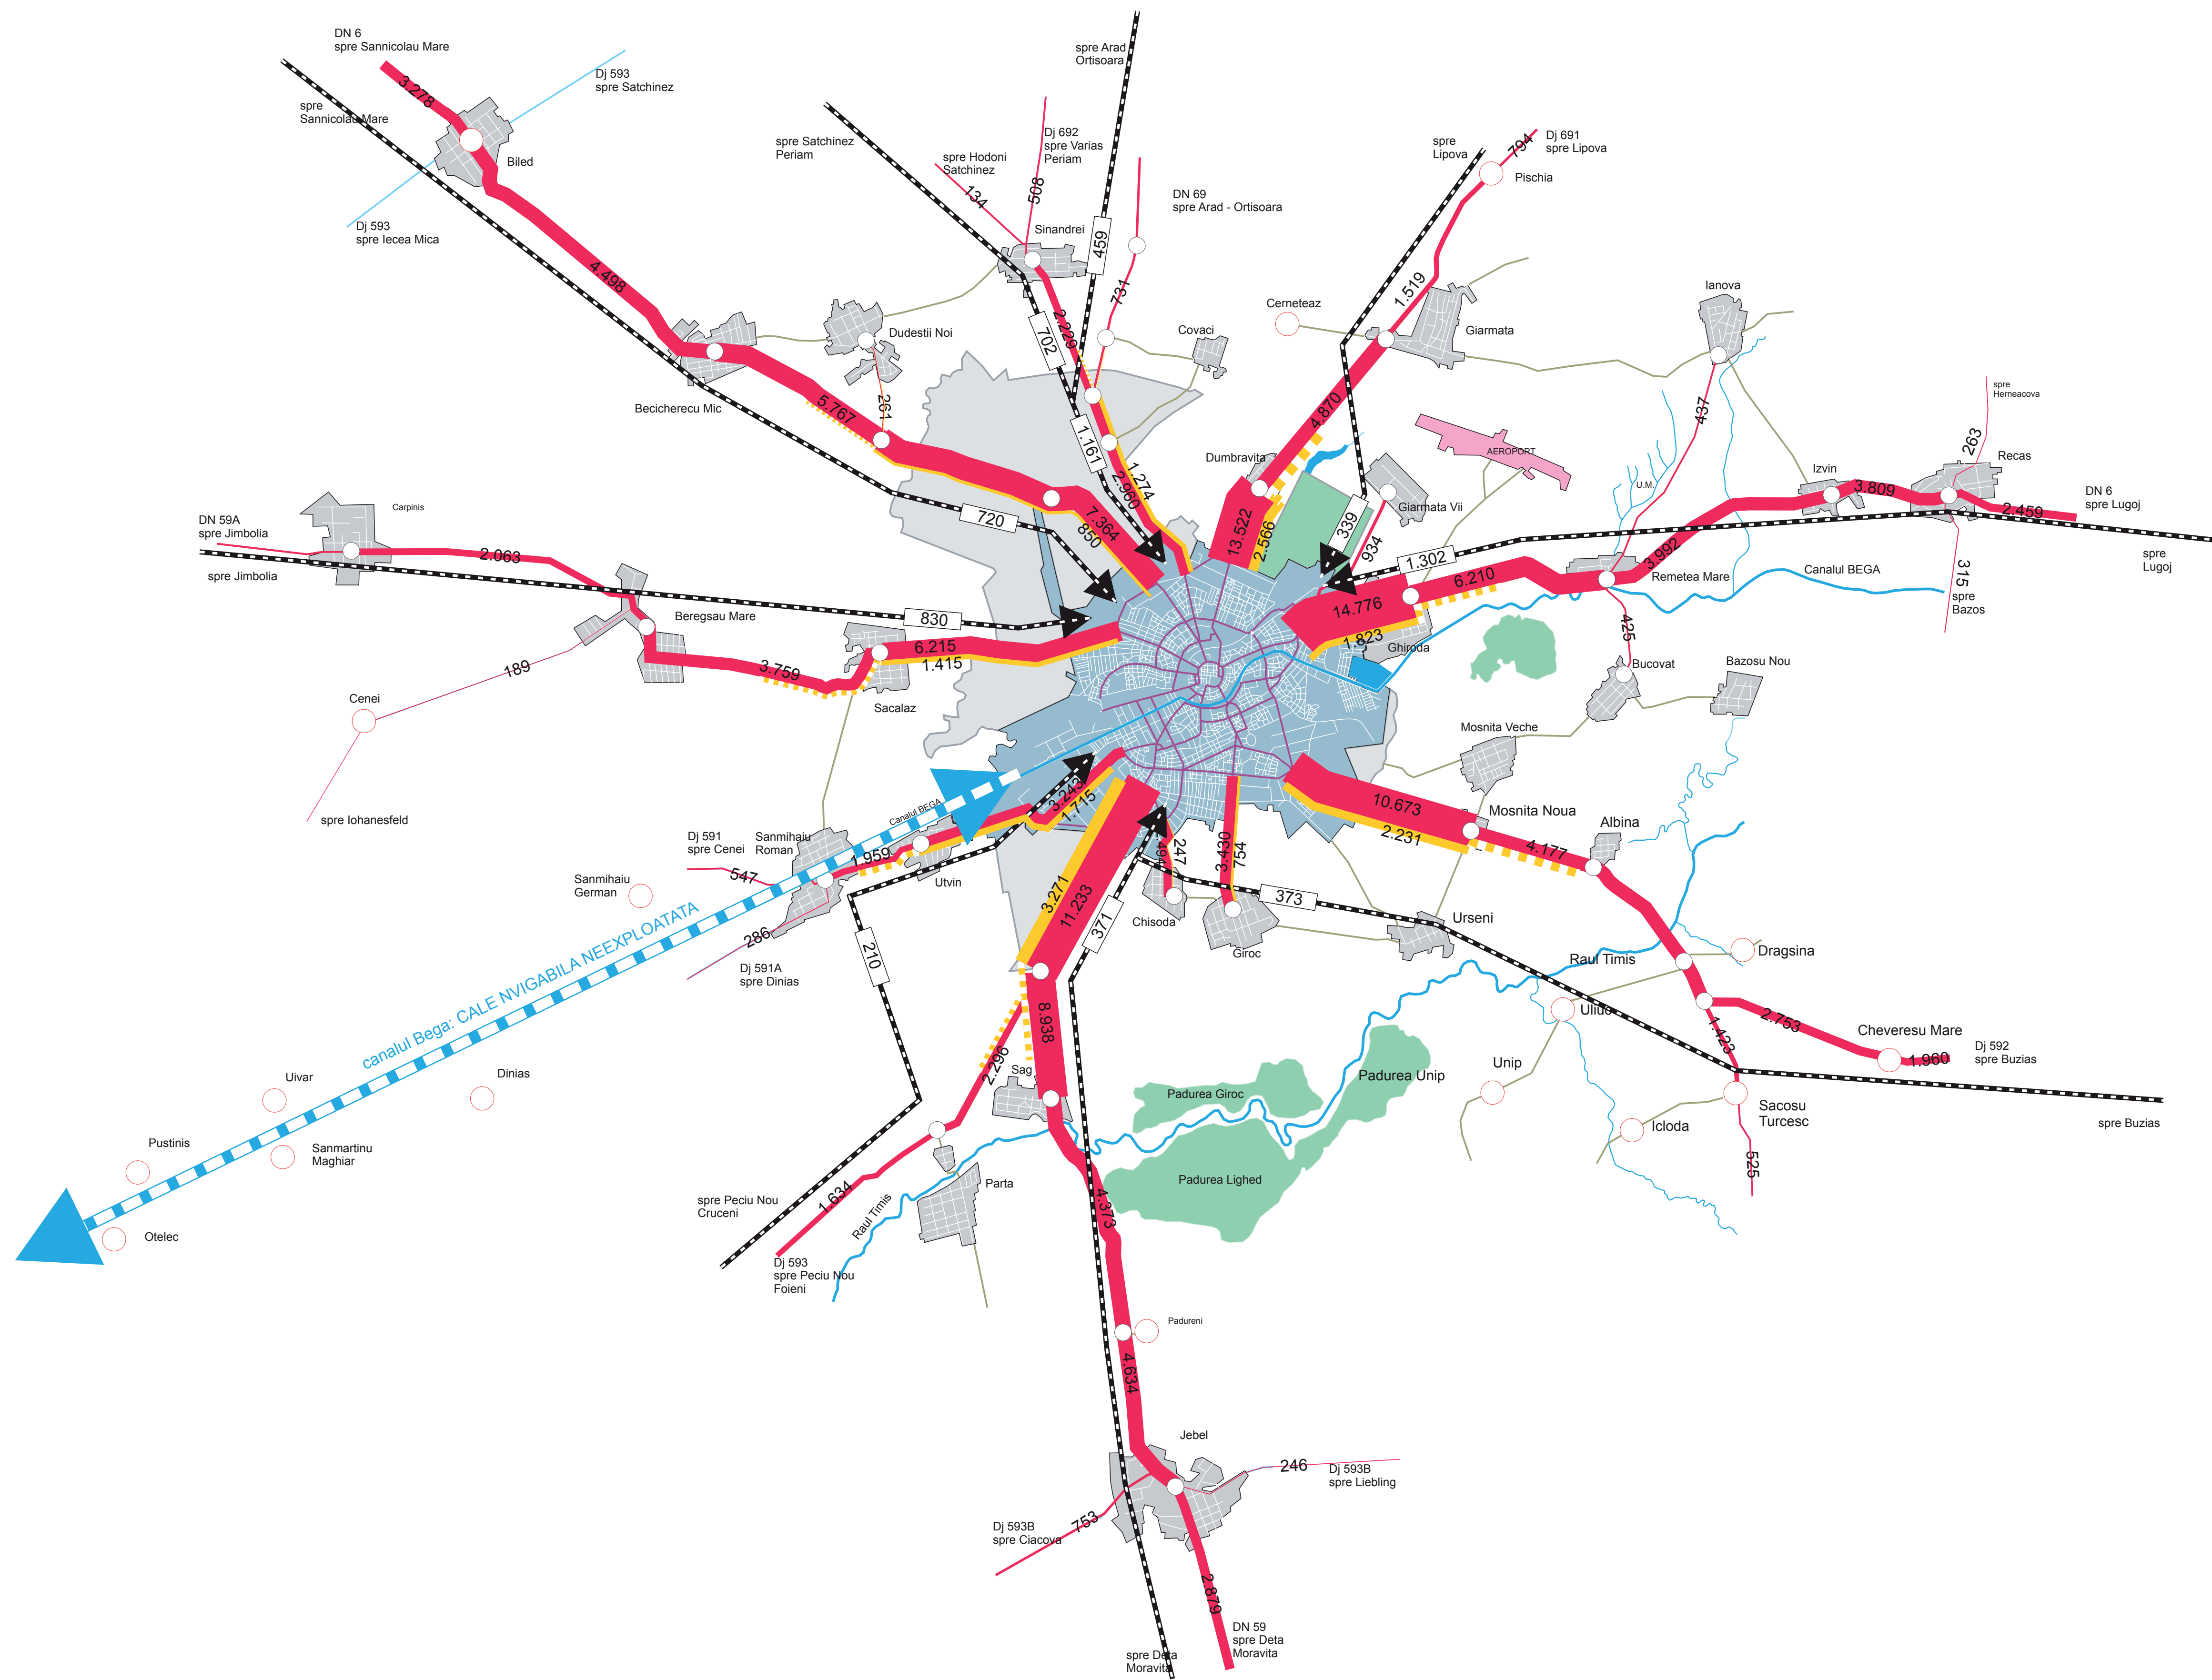 DN 6
spre Sannicolau Mare
3.278
spre
Sannicolau Mare
Dj 593
spre Satchinez
Biled
Dj 593
spre Iecea Mica
4.498
spre Arad
Ortisoara
spre Satchinez
Periam
spre Hodoni
Satchinez
134
Dj 692
spre Varias
Periam
508
Sinandrei
DN 69
spre Arad - Ortisoara
459
731
702
2.229
spre
Lipova
794
Dj 691
spre Lipova
Pischia
1.519
Cerneteaz
Giarmata
Covaci
Ianova
Dudestii Noi
261
Becicherecu Mic
5.767
4.870
437
spre
Herneacova
263
Recas
1.161
1.274
2.960
Dumbravita
AEROPORT
Giarmata Vii
U.M.
Izvin
3.809
2.459
DN 6
spre Lugoj
spre
Lugoj
Carpinis
DN 59A
spre Jimbolia
spre Jimbolia
2.063
720
7.364
850
13.522
2.566
339
934
1.302
6.210
3.992
Remetea Mare
Canalul BEGA
315
spre
Bazos
14.776
1.823
Ghiroda
830
6.215
1.415
Beregsau Mare
3.759
189
Sacalaz
Cenei
spre Iohanesfeld
425
Bucovat
Bazosu Nou
Mosnita Veche
Canalul BEGA
3.243
1.715
10.673
2.231
Mosnita Noua
Albina
4.177
Dj 591
spre Cenei
Sanmihaiu
Roman
547
1.959
Utvin
Sanmihaiu
German
286
Dj 591A
spre Dinias
210
3.271
11.233
371
494
247
3.430
754
Chisoda
Giroc
373
Urseni
Raul Timis
Dragsina
Uliuc
canalul Bega: CALE NVIGABILA NEEXPLOATATA
8.938
2.296
Sag
Uivar
Dinias
Pustinis
Sanmartinu
Maghiar
Otelec
Padurea Giroc
Padurea Unip
Padurea Lighed
Unip
Icloda
1.423
2.753
Cheveresu Mare
1.960
Dj 592
spre Buzias
Sacosu
Turcesc
525
spre Buzias
spre Peciu Nou
Cruceni
1.634
Raul Timis
Parta
Dj 593
spre Peciu Nou
Foieni
4.373
Padureni
4.634
Jebel
246
Dj 593B
spre Liebling
Dj 593B
spre Ciacova
753
2.879
DN 59
spre Deta
Moravita
spre Deta
Moravita